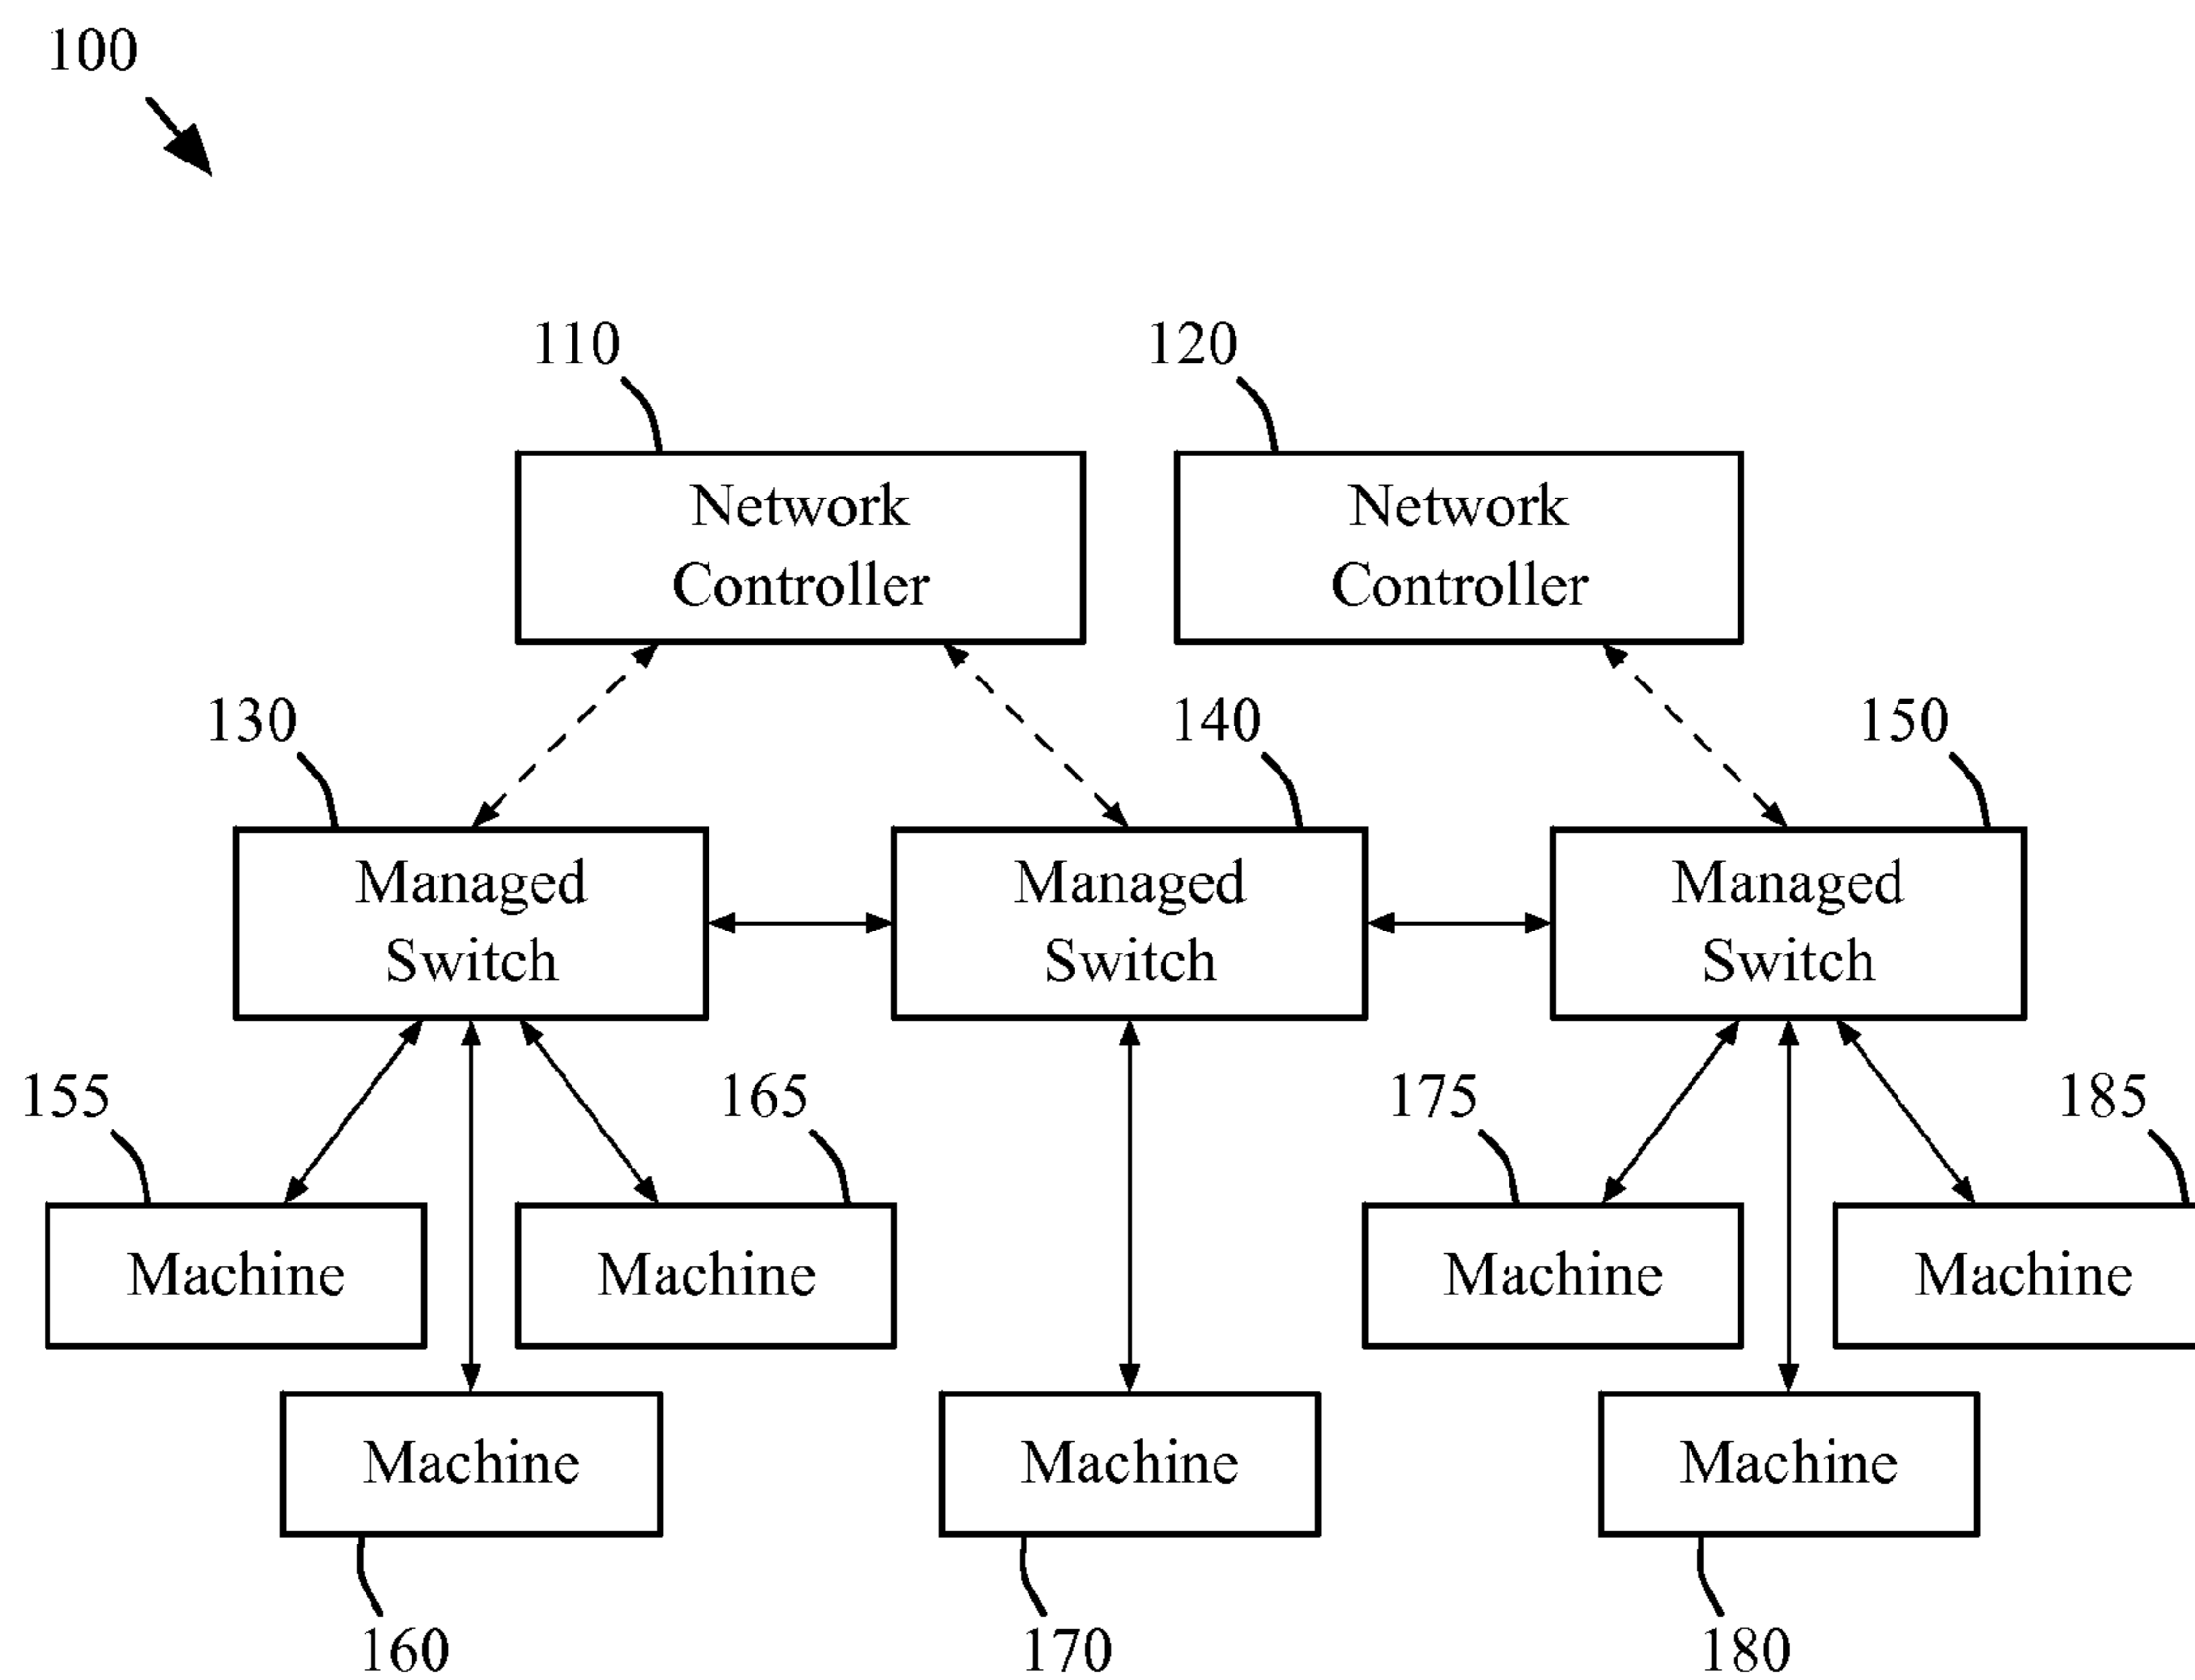 100
110
120
Network
Controller
Network
Controller
130
140
150
Managed
Switch
Managed
Switch
Managed
Switch
155
165
175
185
Machine
Machine
Machine
Machine
Machine
Machine
Machine
160
170
180